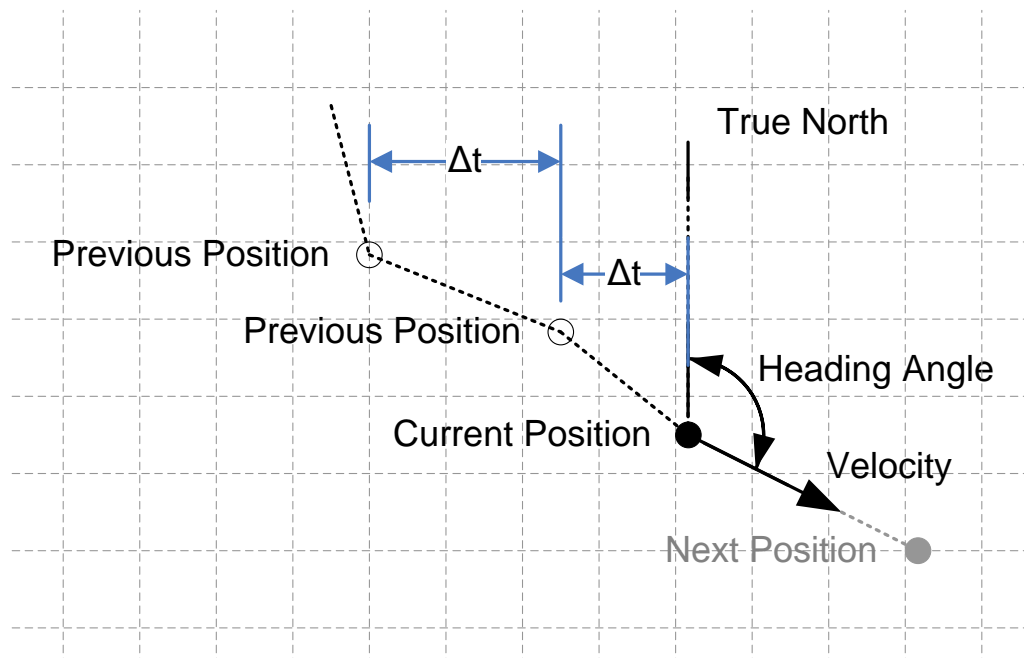 True North
Δt
Previous Position
Δt
Previous Position
Heading Angle
Current Position
Velocity
Next Position